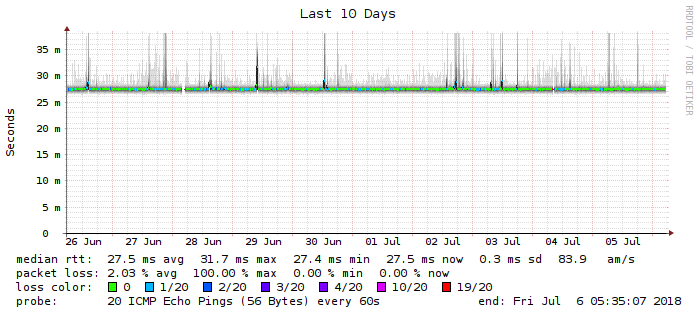 Last 10 Days
RRDTOOL / TOBI OETIKER
Seconds
35 m
30 m
25 m
20 m
15 m
10 m
5 m
0
26 Jun 27 Jun 28 Jun 29 Jun 30 Jun 01 Jul 02 Jul 03 Jul 04 Jul 05 Jul
median rtt: 27.5 ms avg 31.7 ms max 27.4 ms min 27.5 ms now 0.3 ms sd 83.9 am/s
packet loss: 2.03 % avg 100.00 % max 0.00 % min 0.00 % now
loss color: 0 1/20 2/20 3/20 4/20 10/20 19/20
probe: 20 ICMP Echo Pings (56 Bytes) every 60s end: Fri Jul 6 05:35:07 2018